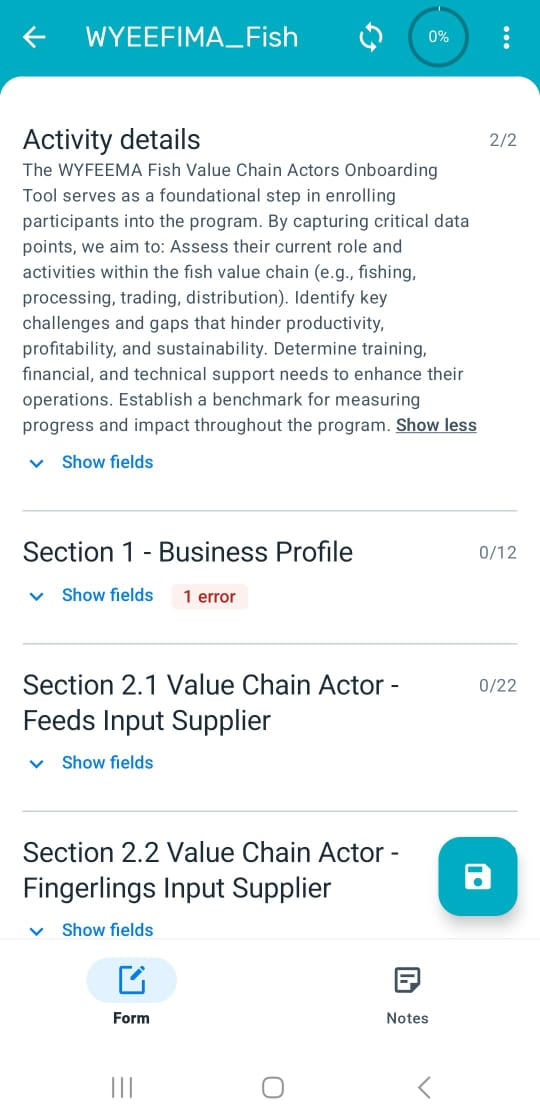 WYEEFIMA_Fish
0%
Activity details
2/2
The WYFEEMA Fish Value Chain Actors Onboarding
Tool serves as a foundational step in enrolling
participants into the program. By capturing critical data
points, we aim to: Assess their current role and
activities within the fish value chain (e.g., fishing,
processing, trading, distribution). Identify key
challenges and gaps that hinder productivity,
profitability, and sustainability. Determine training,
financial, and technical support needs to enhance their
operations. Establish a benchmark for measuring
progress and impact throughout the program. Show less
Show fields
Section 1 - Business Profile
0/12
Show fields
1 error
Section 2.1 Value Chain Actor -
Feeds Input Supplier
0/22
Show fields
Section 2.2 Value Chain Actor -
Fingerlings Input Supplier
Show fields
Form
Notes